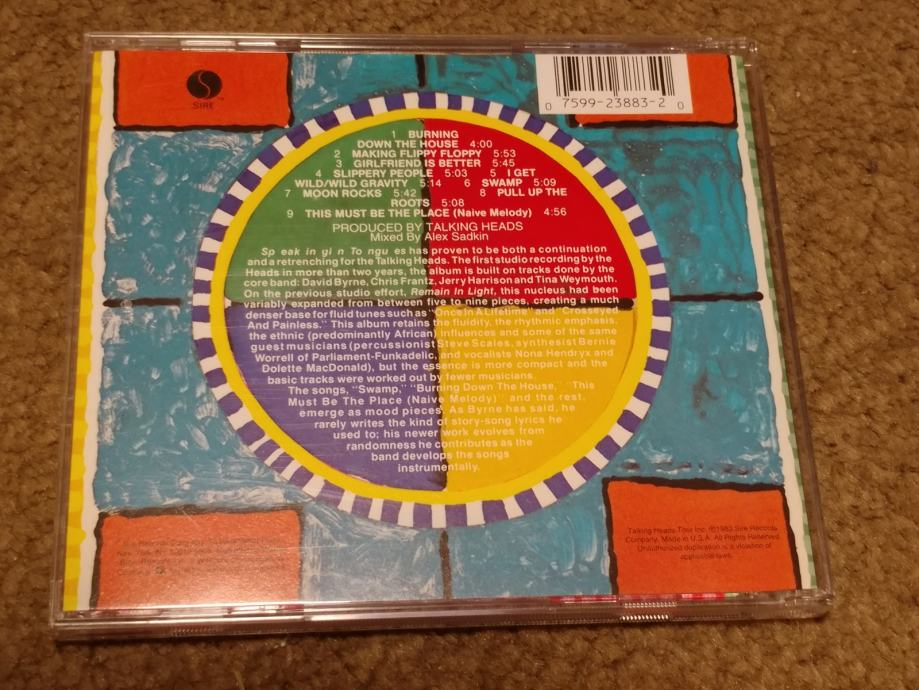 SIRE
0 7599-23883-2 0
1 BURNING
DOWN THE HOUSE 4:00
2 MAKING FLIPPY FLOPPY 5:53
3 GIRLFRIEND IS BETTER 5:45
4 SLIPPERY PEOPLE 5:03 5 I GET
WILD/WILD GRAVITY 5:14 6 SWAMP 5:09
7 MOON ROCKS 5:42 8 PULL UP THE
ROOTS 5:08
9 THIS MUST BE THE PLACE (Naive Melody) 4:56
PRODUCED BY TALKING HEADS
Mixed By Alex Sadkin
Sp eak in gi n To ngu es has proven to be both a continuation
and a retrenching for the Talking Heads. The first studio recording by the
Heads in more than two years, the album is built on tracks done by the
core band: David Byrne, Chris Frantz, Jerry Harrison and Tina Weymouth.
On the previous studio effort, Remain In Light, this nucleus had been
variably expanded from between five to nine pieces, creating a much
denser base for fluid tunes such as "Once In A Lifetime" and "Crosseyed
And Painless." This album retains the fluidity, the rhythmic emphasis,
the ethnic (predominantly African) influences and some of the same
guest musicians (percussionist Steve Scales, synthesist Bernie
Worrell of Parliament-Funkadelic, and vocalists Nona Hendryx and
Dolette MacDonald), but the essence is more compact and the
basic tracks were worked out by fewer musicians.
The songs, "Swamp," "Burning Down The House," "This
Must Be The Place (Naive Melody)" and the rest,
emerge as mood pieces. As Byrne has said, he
rarely writes the kind of story-song lyrics he
used to; his newer work evolves from
randomness he contributes as the
band develops the songs
instrumentally.
Talking Heads Tour Inc. ℗1983 Sire Records
Company. Made in U.S.A. All Rights Reserved
Unauthorized duplication is a violation of
applicable laws.